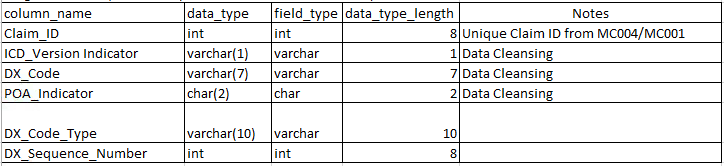 column_name data_type field_type data_type_length Notes
Claim_ID int int 8 Unique Claim ID from MC004/MC001
ICD_Version Indicator varchar(1) varchar 1 Data Cleansing
DX_Code varchar(7) varchar 7 Data Cleansing
POA_Indicator char(2) char 2 Data Cleansing
DX_Code_Type varchar(10) varchar 10
DX_Sequence_Number int int 8